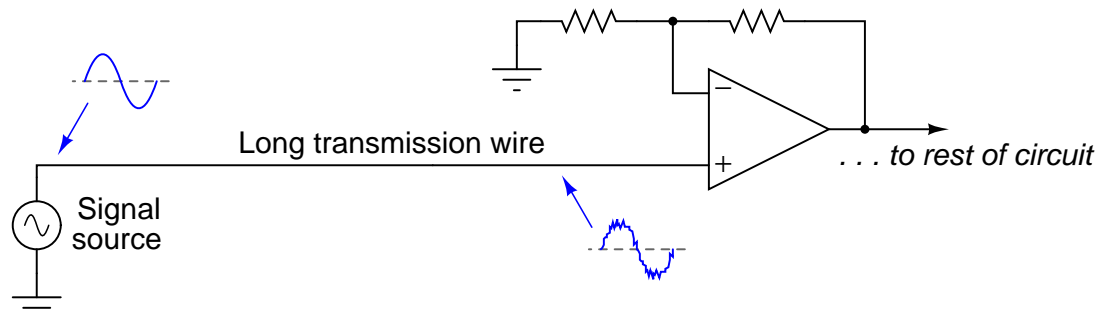 −
Long transmission wire
+
. . . to rest of circuit
Signal
source